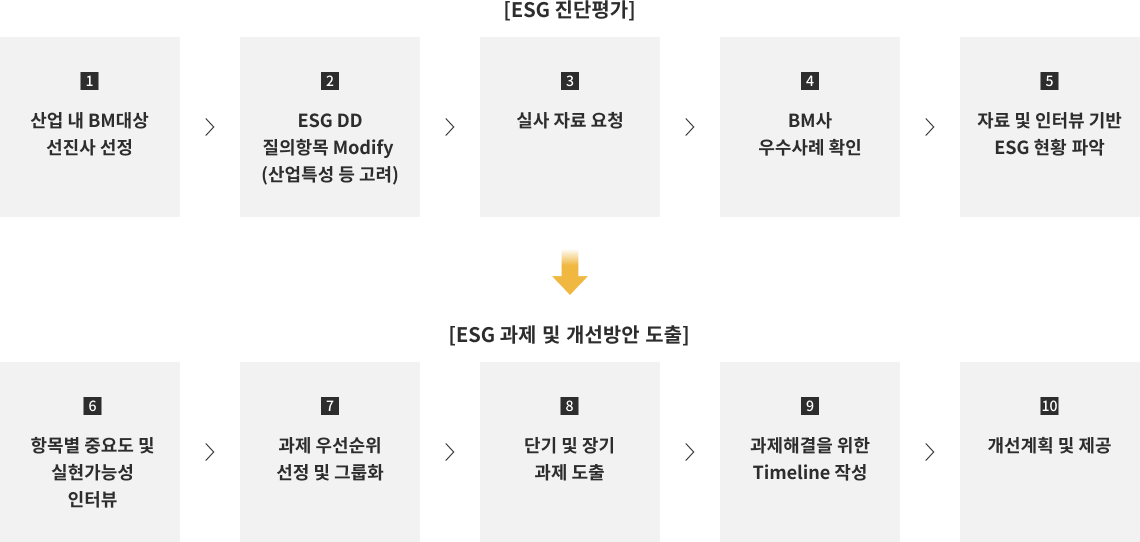 [ESG 진단평가]
1
산업 내 BM대상
선진사 선정
2
ESG DD
질의항목 Modify
(산업특성 등 고려)
3
실사 자료 요청
4
BM사
우수사례 확인
5
자료 및 인터뷰 기반
ESG 현황 파악
[ESG 과제 및 개선방안 도출]
6
항목별 중요도 및
실현가능성
인터뷰
7
과제 우선순위
선정 및 그룹화
8
단기 및 장기
과제 도출
9
과제해결을 위한
Timeline 작성
10
개선계획 및 제공